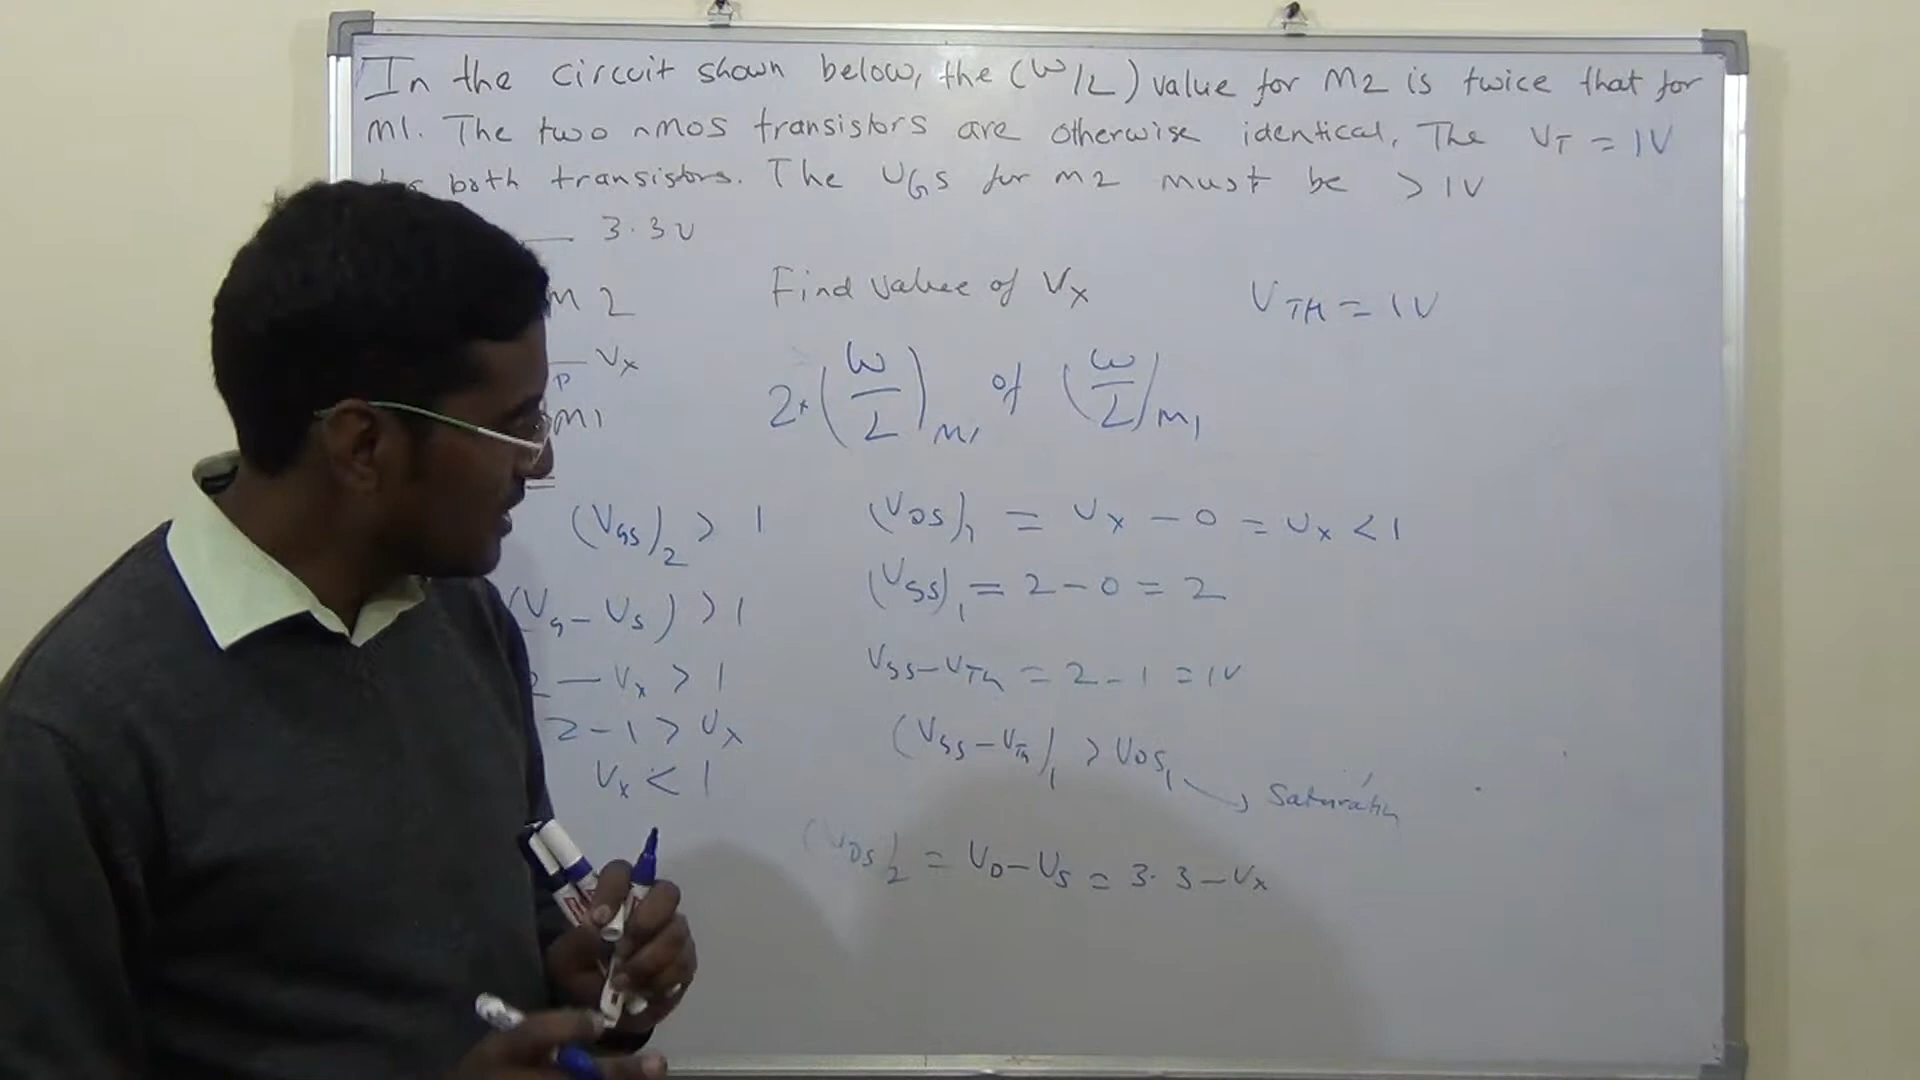 In the circuit shown below, the (W/L) value for M2 is twice that for
M1. The two nMOS transistors are otherwise identical. The VT = 1V
both transistors. The VGS for M2 must be > 1V
3.3V
M2
Find value of Vx
VTH = 1V
Vx
P
M1
2*(W/L)M1 of (W/L)M1
(VGS)2 > 1
(VDS)1 = Vx - 0 = Vx < 1
(VGS)1 = 2 - 0 = 2
(VG - VS) > 1
VGS - VTH = 2 - 1 = 1V
2 - Vx > 1
2 - 1 > Vx
(VGS - VTh)1 > VDS1
Saturation
Vx < 1
(VDS)2 = VD - VS = 3.3 - Vx